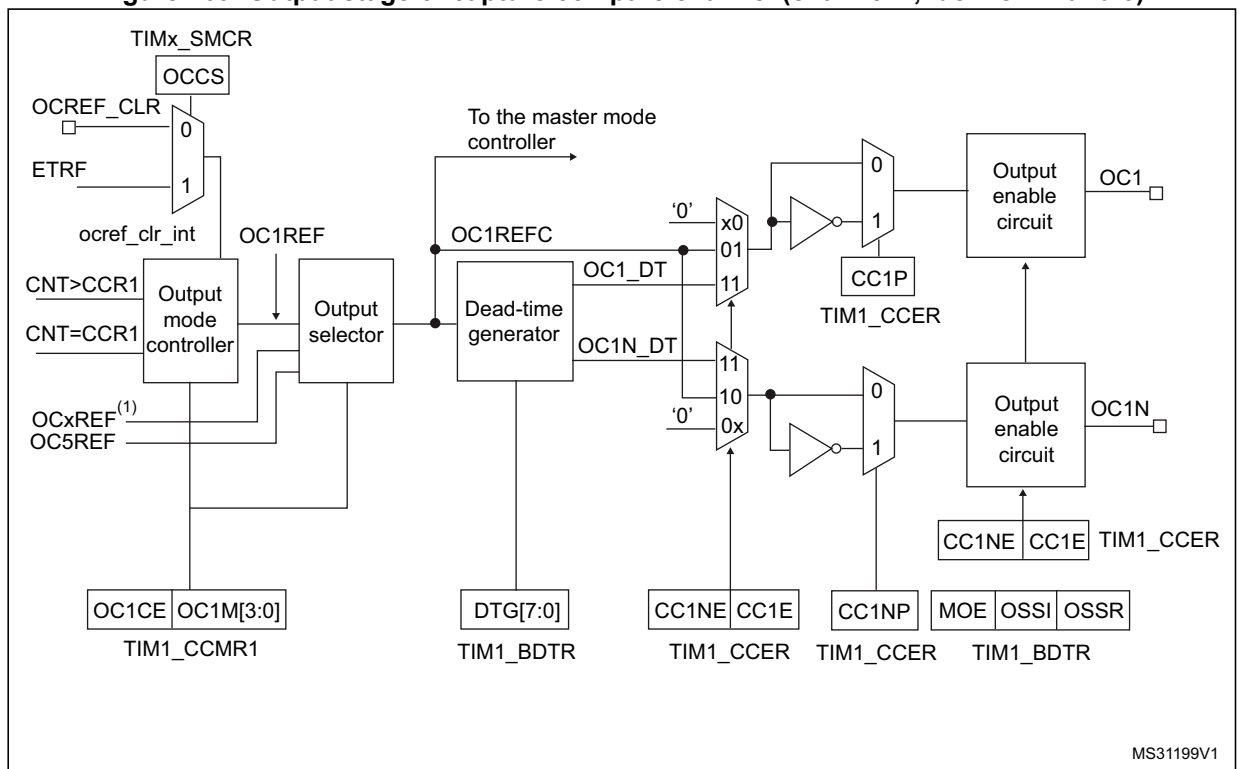 TIMx_SMCR
OCCS
OCREF_CLR
0
ETRF
1
ocref_clr_int
To the master mode
controller
OC1REF
OC1REFC
CNT>CCR1
CNT=CCR1
Output
mode
controller
Output
selector
Dead-time
generator
OC1_DT
OC1N_DT
OCxREF(1)
OC5REF
‘0’
x0
01
11
11
10
‘0’
0x
0
1
CC1P
TIM1_CCER
0
1
Output
enable
circuit
OC1
Output
enable
circuit
OC1N
CC1NE CC1E TIM1_CCER
OC1CE OC1M[3:0]
TIM1_CCMR1
DTG[7:0]
TIM1_BDTR
CC1NE CC1E
TIM1_CCER
CC1NP
TIM1_CCER
MOE OSSI OSSR
TIM1_BDTR
MS31199V1